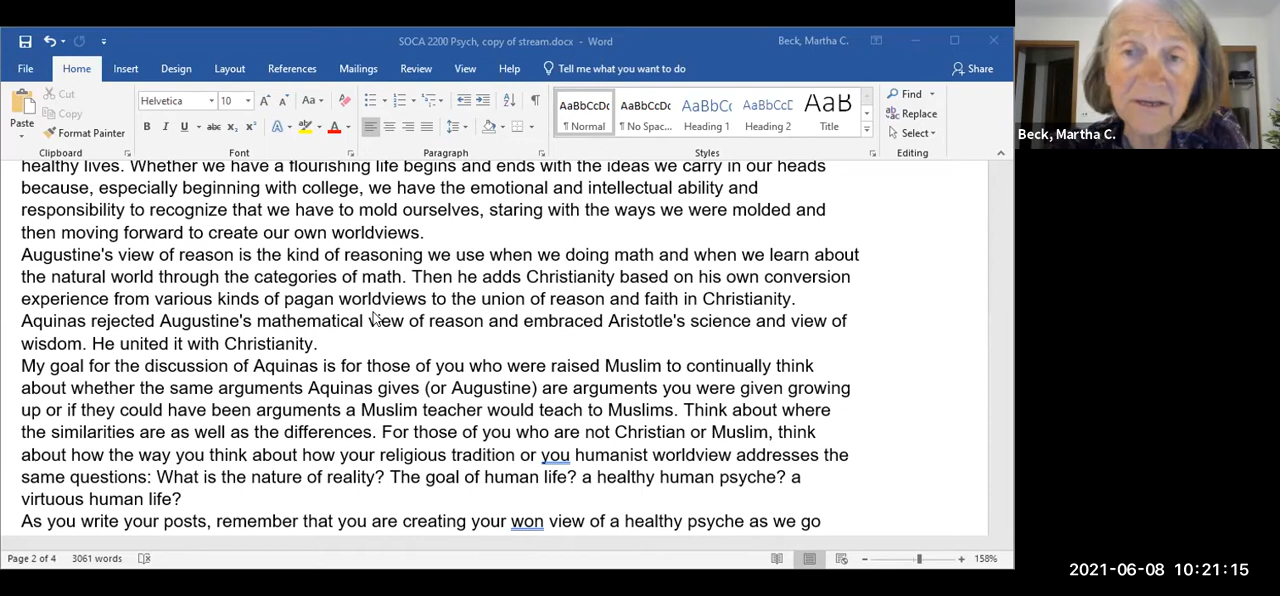 SOCA 2200 Psych, copy of stream.docx - Word
Beck, Martha C.
File Home Insert Design Layout References Mailings Review View Help Tell me what you want to do Share
Cut
Copy
Paste
Format Painter
Clipboard
Helvetica 10
Aa
B I U abc x₂ x²
A A
Font
Paragraph
AaBbCcDc AaBbCcDc AaBbCc AaBbCcD AaB
¶ Normal ¶ No Spac... Heading 1 Heading 2 Title
Styles
Find
Replace
Select
Editing
Beck, Martha C.
healthy lives. Whether we have a flourishing life begins and ends with the ideas we carry in our heads
because, especially beginning with college, we have the emotional and intellectual ability and
responsibility to recognize that we have to mold ourselves, staring with the ways we were molded and
then moving forward to create our own worldviews.
Augustine's view of reason is the kind of reasoning we use when we doing math and when we learn about
the natural world through the categories of math. Then he adds Christianity based on his own conversion
experience from various kinds of pagan worldviews to the union of reason and faith in Christianity.
Aquinas rejected Augustine's mathematical view of reason and embraced Aristotle's science and view of
wisdom. He united it with Christianity.
My goal for the discussion of Aquinas is for those of you who were raised Muslim to continually think
about whether the same arguments Aquinas gives (or Augustine) are arguments you were given growing
up or if they could have been arguments a Muslim teacher would teach to Muslims. Think about where
the similarities are as well as the differences. For those of you who are not Christian or Muslim, think
about how the way you think about how your religious tradition or you humanist worldview addresses the
same questions: What is the nature of reality? The goal of human life? a healthy human psyche? a
virtuous human life?
As you write your posts, remember that you are creating your won view of a healthy psyche as we go
Page 2 of 4 3061 words
158%
2021-06-08 10:21:15